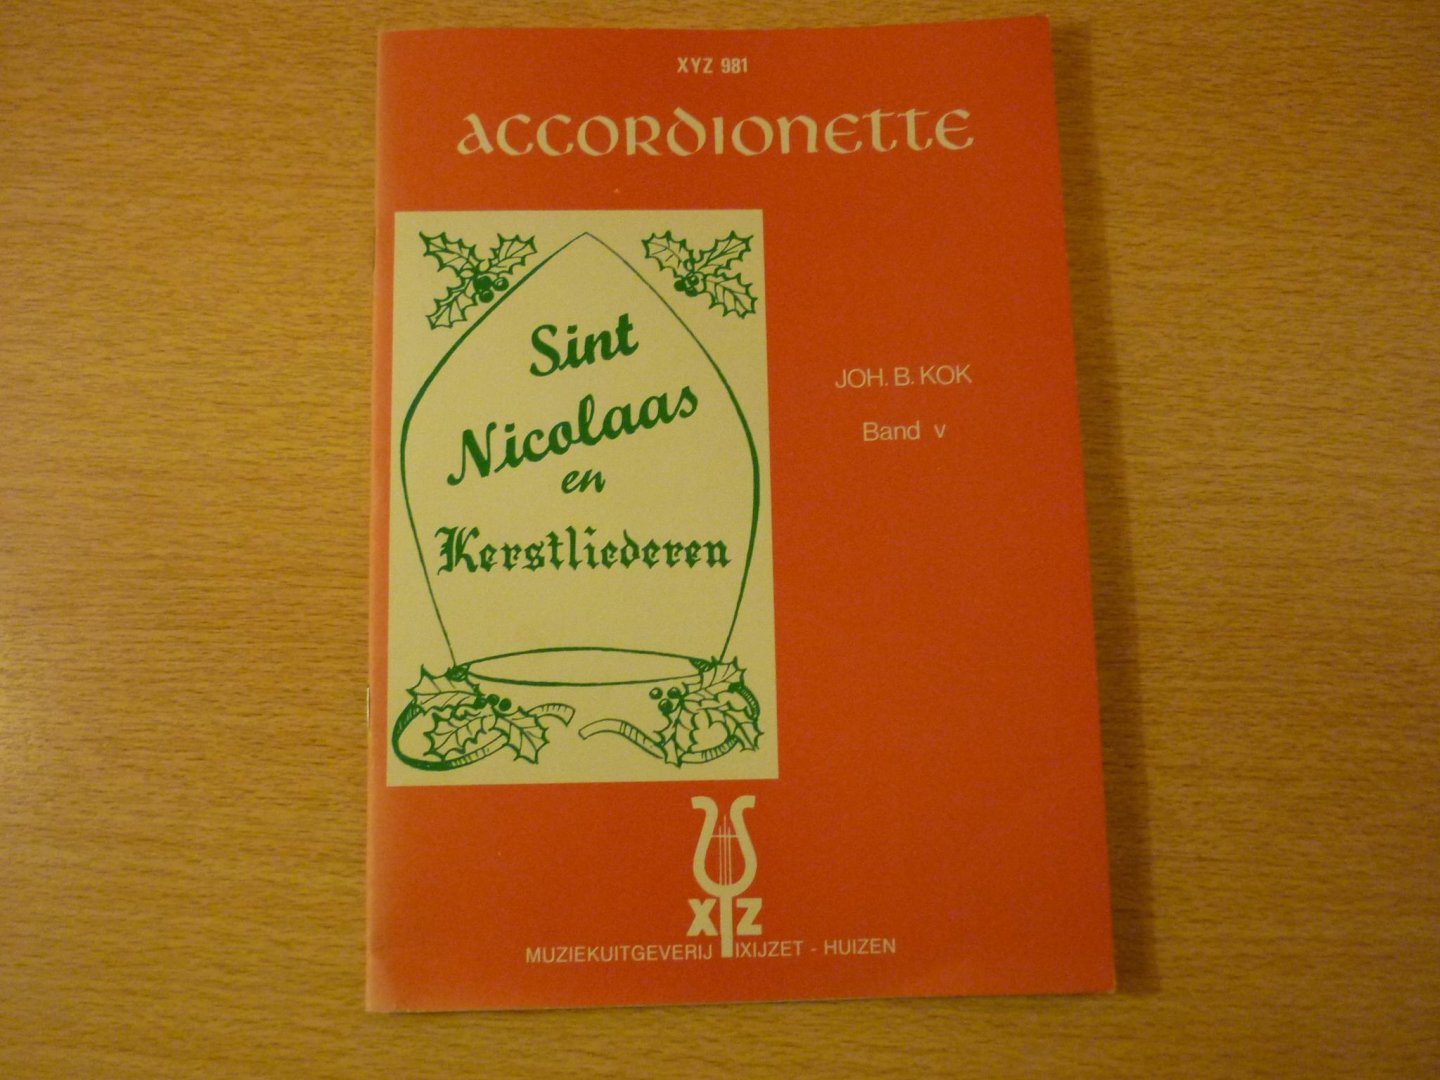 XYZ 981
ACCORDIONETTE
Sint
Nicolaas
en
Kerstliederen
JOH. B. KOK
Band v
XYZ
MUZIEKUITGEVERIJ IXIJZET - HUIZEN